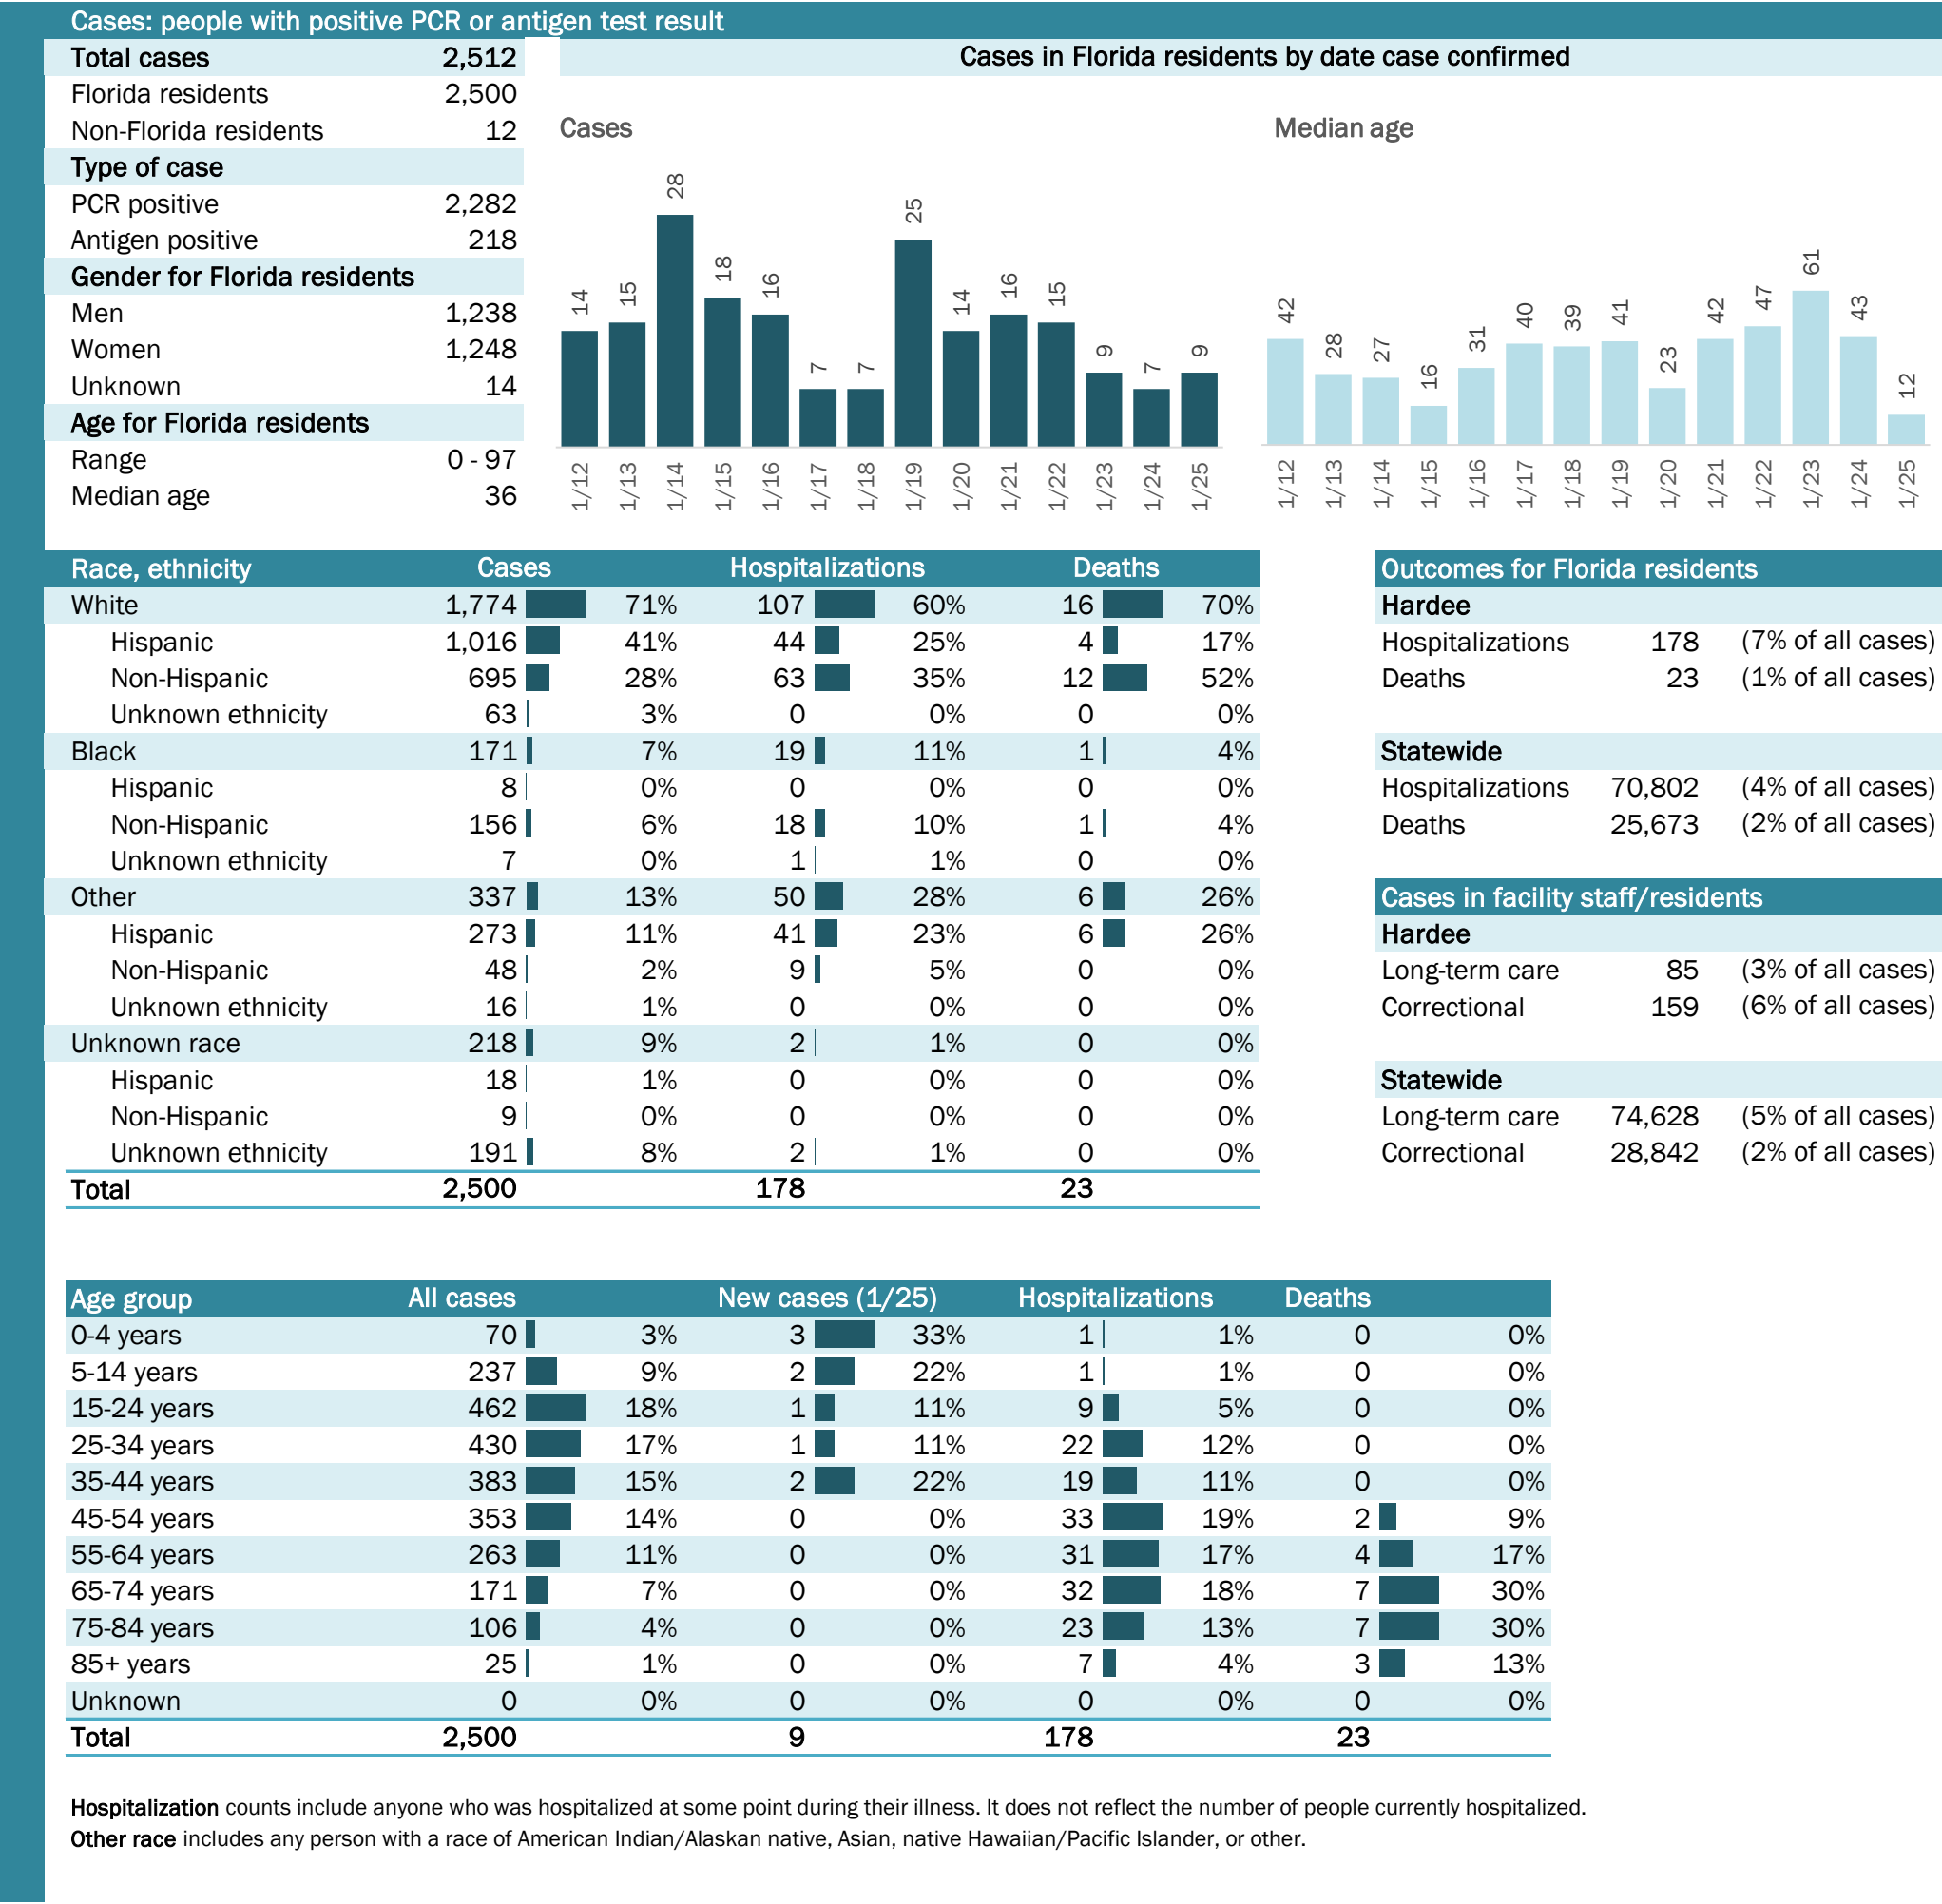 Cases: people with positive PCR or antigen test result
Total cases 2,512
Florida residents 2,500
Non-Florida residents 12
Type of case
PCR positive 2,282
Antigen positive 218
Gender for Florida residents
Men 1,238
Women 1,248
Unknown 14
Age for Florida residents
Range 0 - 97
Median age 36
Cases in Florida residents by date case confirmed
Cases
14 15 28 18 16 7 7 25 14 16 15 9 7 9
1/12 1/13 1/14 1/15 1/16 1/17 1/18 1/19 1/20 1/21 1/22 1/23 1/24 1/25
Median age
42 28 27 16 31 40 39 41 23 42 47 61 43 12
1/12 1/13 1/14 1/15 1/16 1/17 1/18 1/19 1/20 1/21 1/22 1/23 1/24 1/25
Race, ethnicity Cases Hospitalizations Deaths
White 1,774 71% 107 60% 16 70%
Hispanic 1,016 41% 44 25% 4 17%
Non-Hispanic 695 28% 63 35% 12 52%
Unknown ethnicity 63 3% 0 0% 0 0%
Black 171 7% 19 11% 1 4%
Hispanic 8 0% 0 0% 0 0%
Non-Hispanic 156 6% 18 10% 1 4%
Unknown ethnicity 7 0% 1 1% 0 0%
Other 337 13% 50 28% 6 26%
Hispanic 273 11% 41 23% 6 26%
Non-Hispanic 48 2% 9 5% 0 0%
Unknown ethnicity 16 1% 0 0% 0 0%
Unknown race 218 9% 2 1% 0 0%
Hispanic 18 1% 0 0% 0 0%
Non-Hispanic 9 0% 0 0% 0 0%
Unknown ethnicity 191 8% 2 1% 0 0%
Total 2,500 178 23
Outcomes for Florida residents
Hardee
Hospitalizations 178 (7% of all cases)
Deaths 23 (1% of all cases)
Statewide
Hospitalizations 70,802 (4% of all cases)
Deaths 25,673 (2% of all cases)
Cases in facility staff/residents
Hardee
Long-term care 85 (3% of all cases)
Correctional 159 (6% of all cases)
Statewide
Long-term care 74,628 (5% of all cases)
Correctional 28,842 (2% of all cases)
Age group All cases New cases (1/25) Hospitalizations Deaths
0-4 years 70 3% 3 33% 1 1% 0 0%
5-14 years 237 9% 2 22% 1 1% 0 0%
15-24 years 462 18% 1 11% 9 5% 0 0%
25-34 years 430 17% 1 11% 22 12% 0 0%
35-44 years 383 15% 2 22% 19 11% 0 0%
45-54 years 353 14% 0 0% 33 19% 2 9%
55-64 years 263 11% 0 0% 31 17% 4 17%
65-74 years 171 7% 0 0% 32 18% 7 30%
75-84 years 106 4% 0 0% 23 13% 7 30%
85+ years 25 1% 0 0% 7 4% 3 13%
Unknown 0 0% 0 0% 0 0% 0 0%
Total 2,500 9 178 23
Hospitalization counts include anyone who was hospitalized at some point during their illness. It does not reflect the number of people currently hospitalized.
Other race includes any person with a race of American Indian/Alaskan native, Asian, native Hawaiian/Pacific Islander, or other.